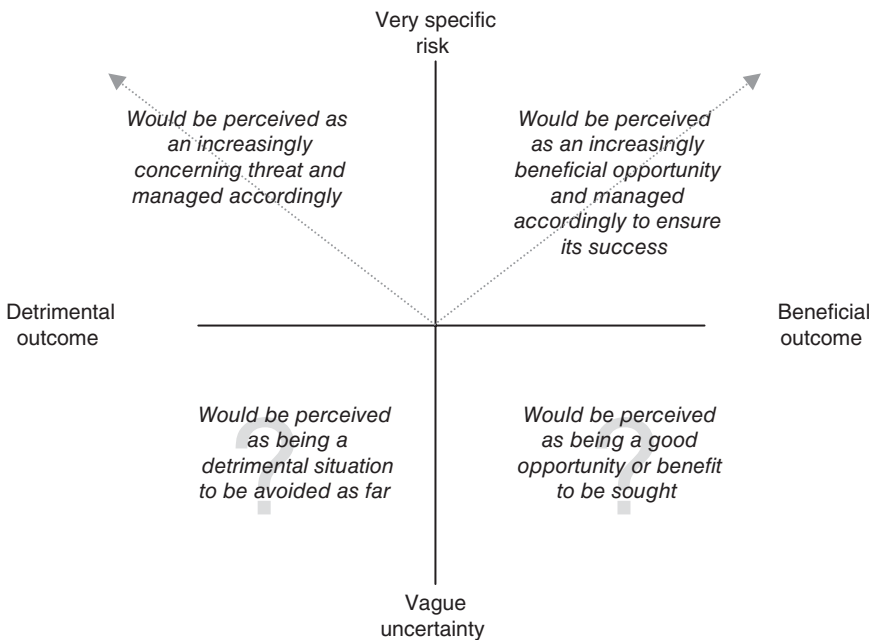 Very specific
risk
Would be perceived as
an increasingly
concerning threat and
managed accordingly
Would be perceived
as an increasingly
beneficial opportunity
and managed
accordingly to ensure
its success
Detrimental
outcome
Beneficial
outcome
?
Would be perceived
as being a
detrimental situation
to be avoided as far
?
Would be perceived
as being a good
opportunity or benefit
to be sought
Vague
uncertainty